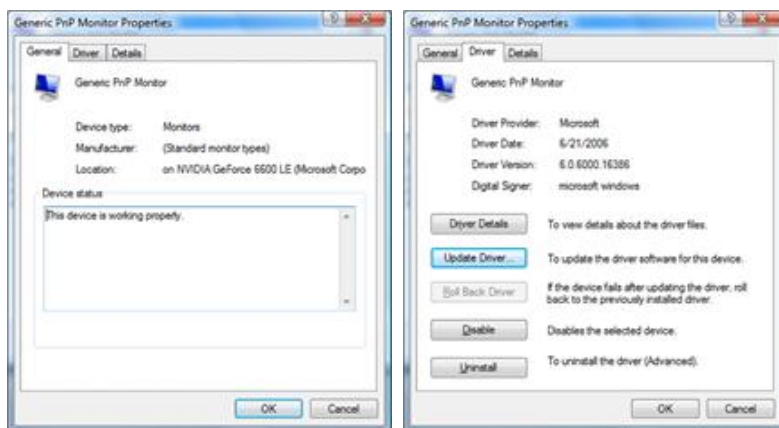 Generic PnP Monitor Properties
General Driver Details
Generic PnP Monitor
Device type: Monitors
Manufacturer: (Standard monitor types)
Location: on NVIDIA GeForce 6600 LE (Microsoft Corpo
Device status
This device is working properly.
OK Cancel
Generic PnP Monitor Properties
General Driver Details
Generic PnP Monitor
Driver Provider: Microsoft
Driver Date: 6/21/2006
Driver Version: 6.0.6000.16386
Digital Signer: microsoft windows
Driver Details To view details about the driver files.
Update Driver... To update the driver software for this device.
Roll Back Driver If the device fails after updating the driver, roll
back to the previously installed driver.
Disable Disables the selected device.
Uninstall To uninstall the driver (Advanced).
OK Cancel